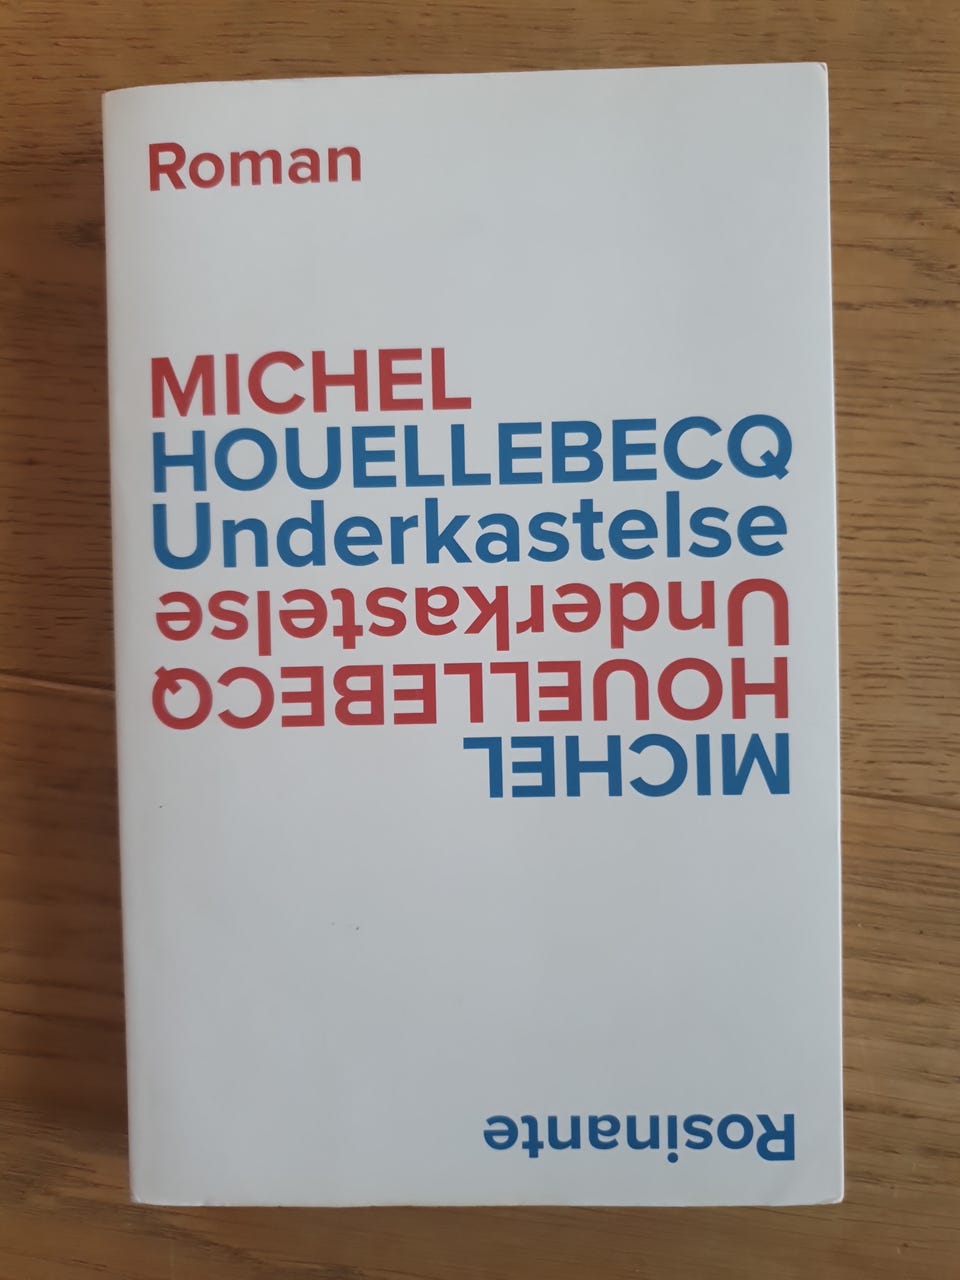 Roman
MICHEL
HOUELLEBECQ
Underkastelse
Underkastelse
HOUELLEBECQ
MICHEL
Rosinante